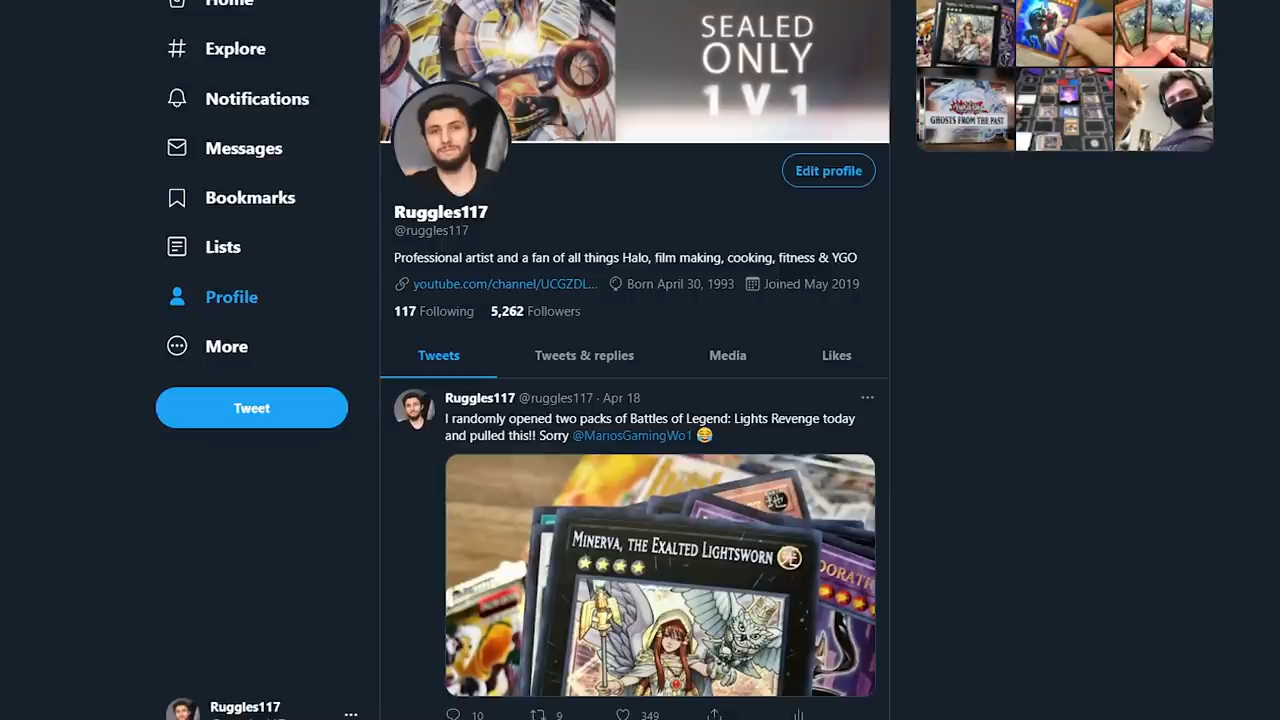 Home
Explore
Notifications
Messages
Bookmarks
Lists
Profile
More
Tweet
Ruggles117
SEALED
ONLY
1 V 1
Edit profile
Ruggles117
@ruggles117
Professional artist and a fan of all things Halo, film making, cooking, fitness & YGO
youtube.com/channel/UCGZDL... Born April 30, 1993 Joined May 2019
117 Following 5,262 Followers
Tweets Tweets & replies Media Likes
Ruggles117 @ruggles117 · Apr 18
I randomly opened two packs of Battles of Legend: Lights Revenge today
and pulled this!! Sorry @MariosGamingWo1 😂
地
MINERVA, THE EXALTED LIGHTSWORN 光
10 9 349
GHOSTS FROM THE PAST